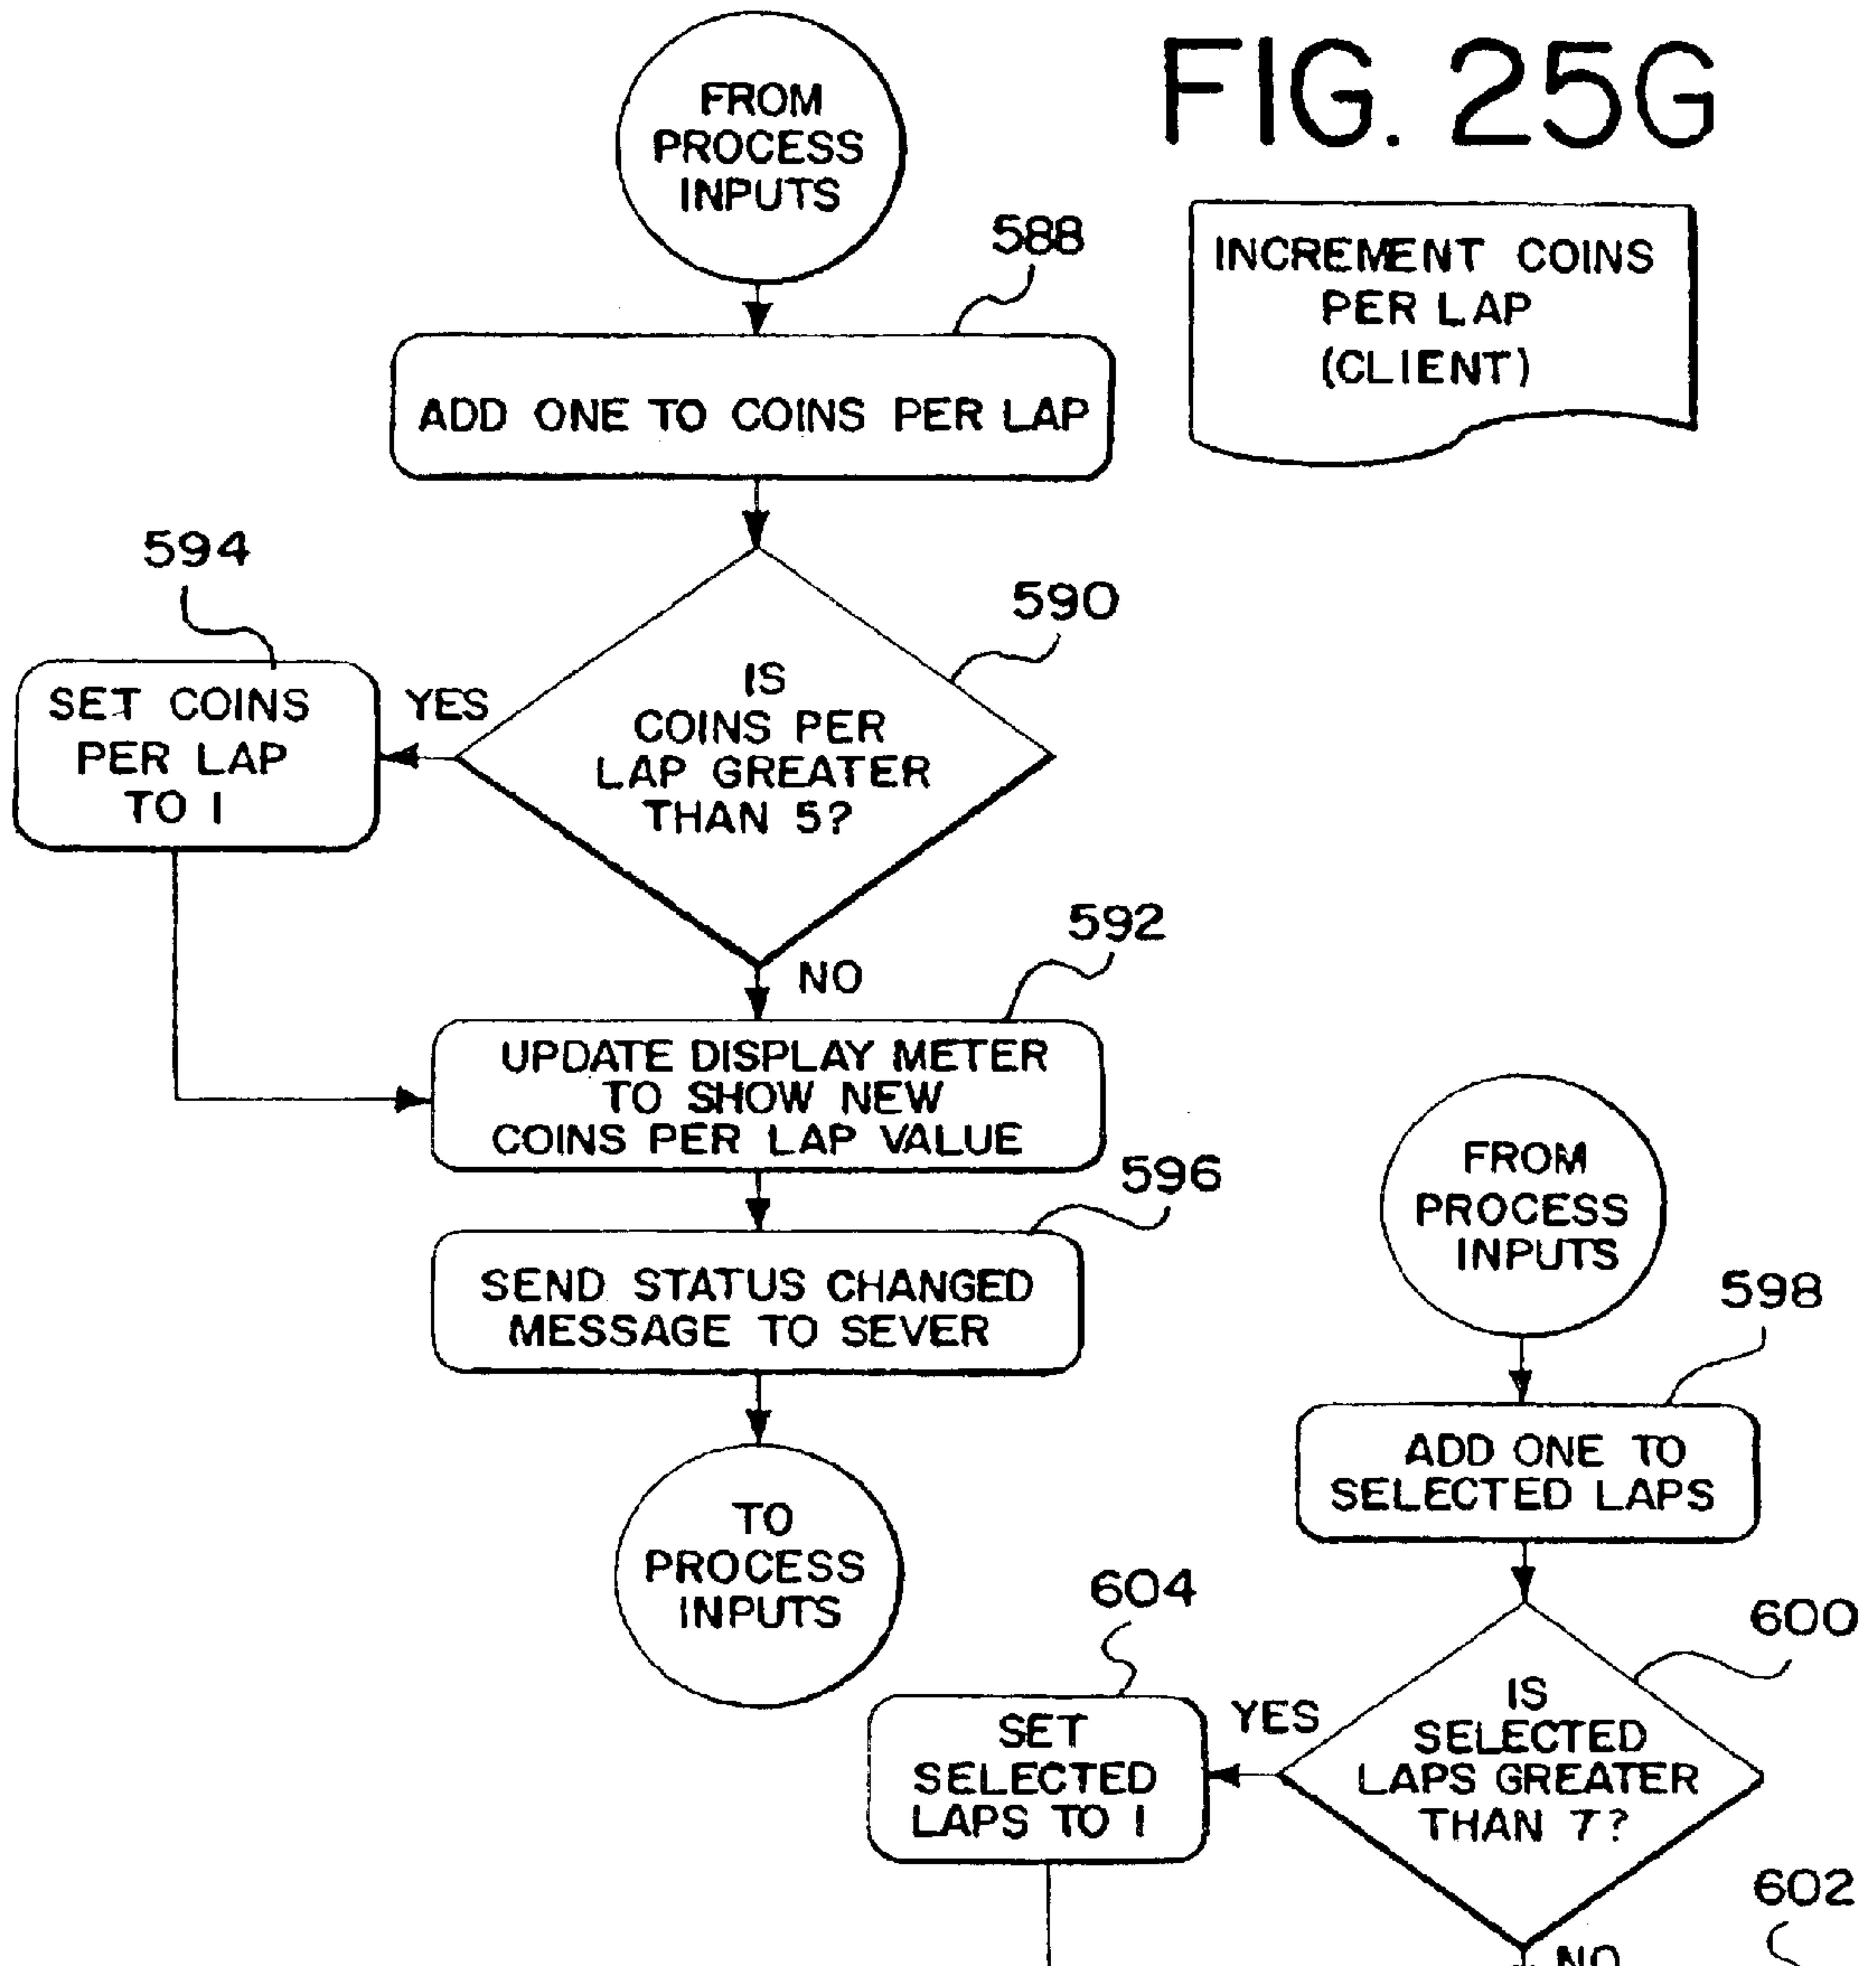 FIG. 25G
INCREMENT COINS
PER LAP
(CLIENT)
FROM
PROCESS
INPUTS
588
ADD ONE TO COINS PER LAP
590
IS
COINS PER
LAP GREATER
THAN 5?
YES
594
SET COINS
PER LAP
TO 1
NO
592
UPDATE DISPLAY METER
TO SHOW NEW
COINS PER LAP VALUE
596
SEND STATUS CHANGED
MESSAGE TO SEVER
TO
PROCESS
INPUTS
FROM
PROCESS
INPUTS
598
ADD ONE TO
SELECTED LAPS
600
IS
SELECTED
LAPS GREATER
THAN 7?
YES
604
SET
SELECTED
LAPS TO 1
NO
602